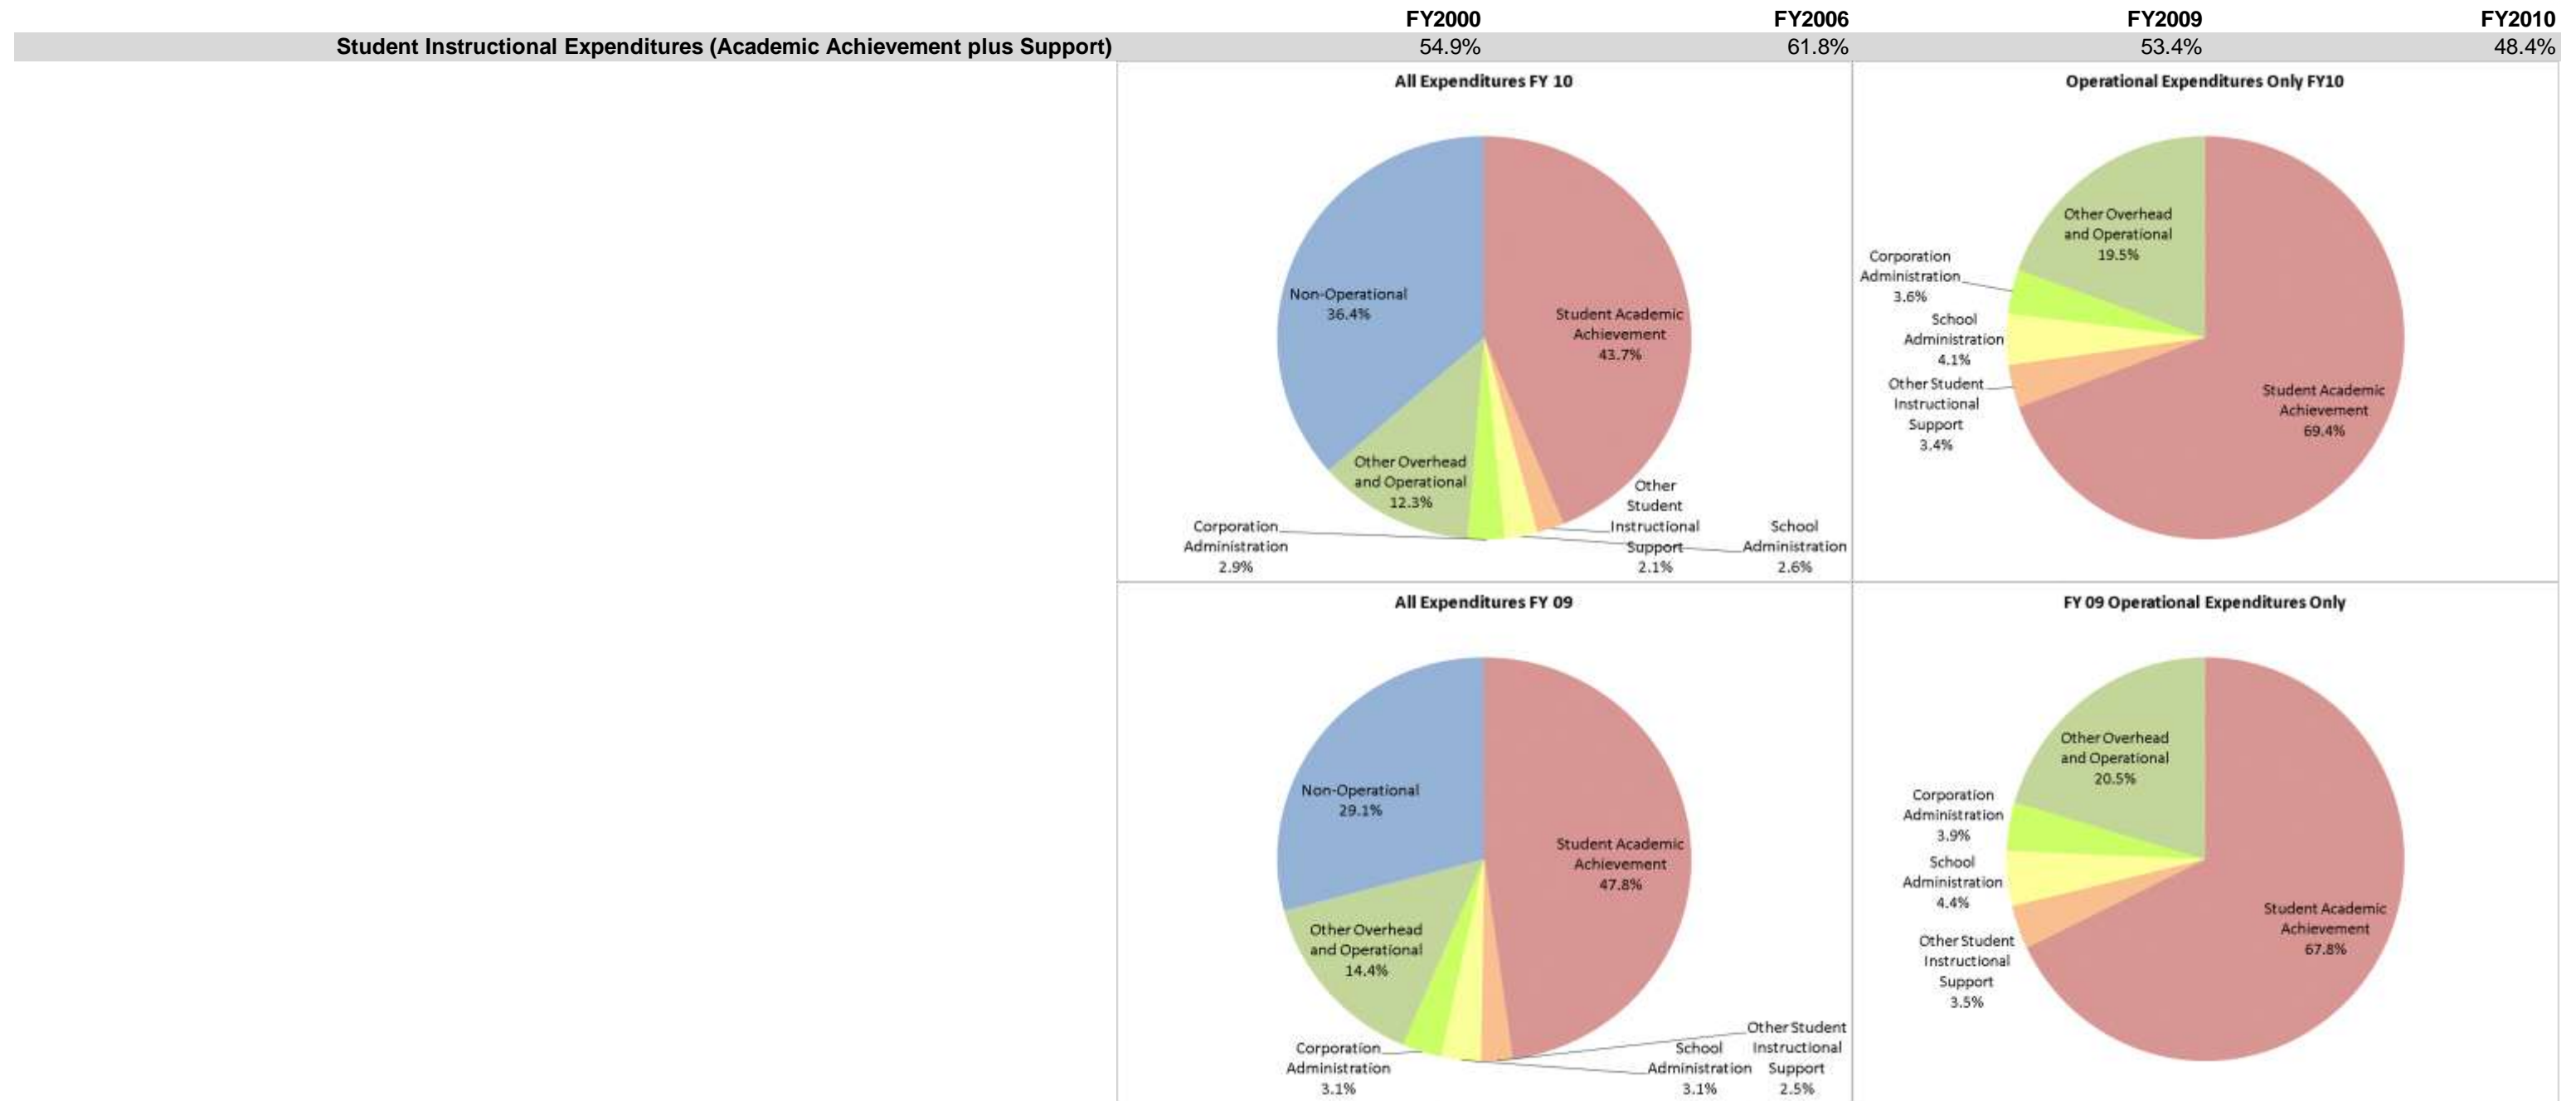 FY2000 FY2006 FY2009 FY2010
Student Instructional Expenditures (Academic Achievement plus Support) 54.9% 61.8% 53.4% 48.4%
All Expenditures FY 10
Non-Operational
36.4%
Student Academic
Achievement
43.7%
Other Overhead
and Operational
12.3%
Corporation
Administration
2.9%
Other
Student
Instructional
Support
2.1%
School
Administration
2.6%
Operational Expenditures Only FY10
Other Overhead
and Operational
19.5%
Corporation
Administration
3.6%
School
Administration
4.1%
Other Student
Instructional
Support
3.4%
Student Academic
Achievement
69.4%
All Expenditures FY 09
Non-Operational
29.1%
Student Academic
Achievement
47.8%
Other Overhead
and Operational
14.4%
Corporation
Administration
3.1%
School
Administration
3.1%
Other Student
Instructional
Support
2.5%
FY 09 Operational Expenditures Only
Other Overhead
and Operational
20.5%
Corporation
Administration
3.9%
School
Administration
4.4%
Other Student
Instructional
Support
3.5%
Student Academic
Achievement
67.8%